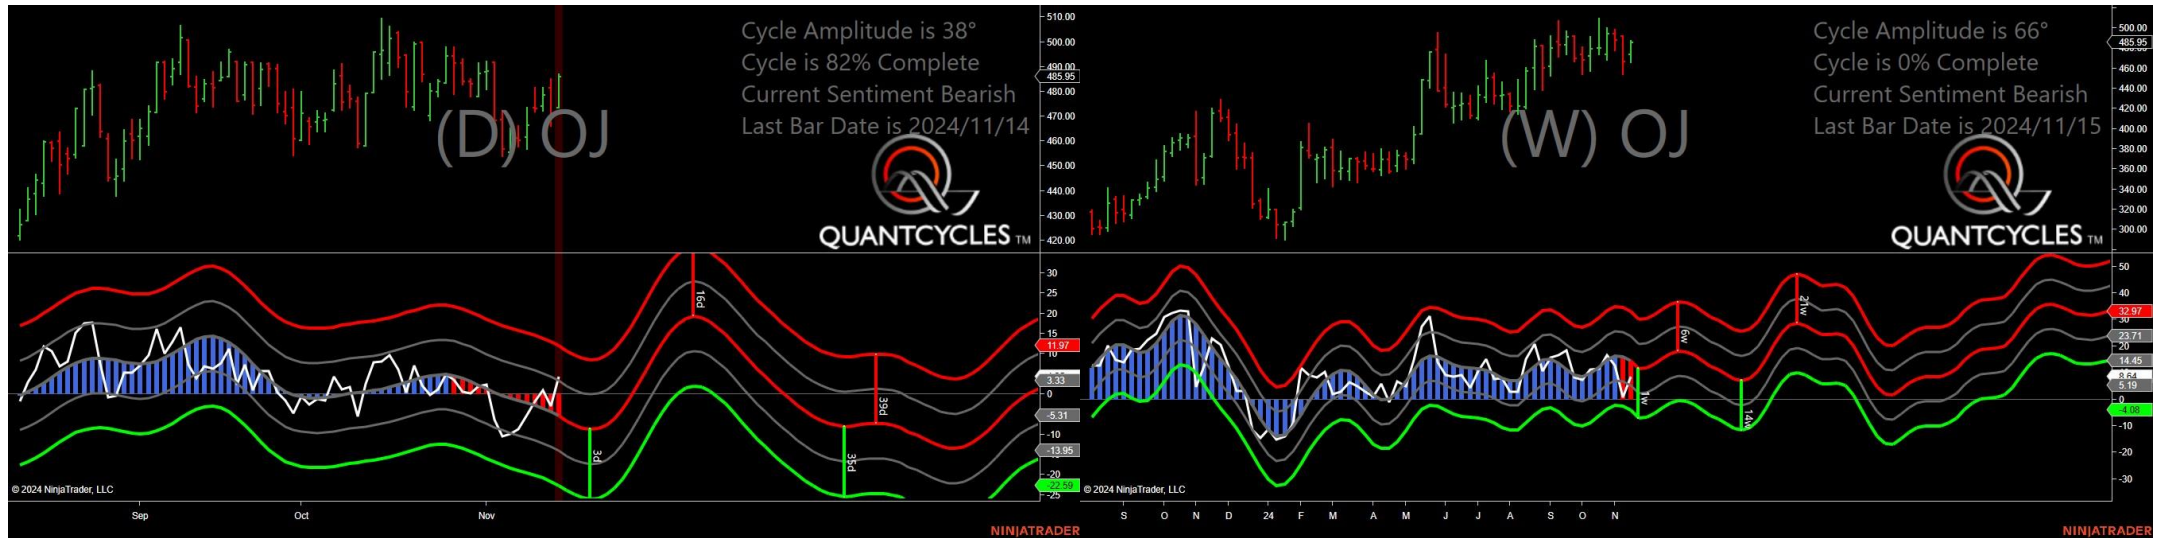 Cycle Amplitude is 38°
Cycle is 82% Complete
Current Sentiment Bearish
Last Bar Date is 2024/11/14
(D) OJ
QUANTCYCLES TM
510.00
500.00
490.00
485.95
480.00
470.00
460.00
450.00
440.00
430.00
420.00
16d
3d
35d
39d
30
25
20
15
11.97
10
3.33
0
-5.31
-10
-13.95
-20
-22.59
-25
© 2024 NinjaTrader, LLC
Sep Oct Nov
NINJATRADER
Cycle Amplitude is 66°
Cycle is 0% Complete
Current Sentiment Bearish
Last Bar Date is 2024/11/15
(W) OJ
QUANTCYCLES TM
500.00
485.95
460.00
440.00
420.00
400.00
380.00
360.00
340.00
320.00
300.00
1w
6w
14w
21w
50
40
32.97
30
23.71
20
14.45
8.64
5.19
0
-4.08
-10
-20
-30
© 2024 NinjaTrader, LLC
S O N D 24 F M A M J J A S O N
NINJATRADER